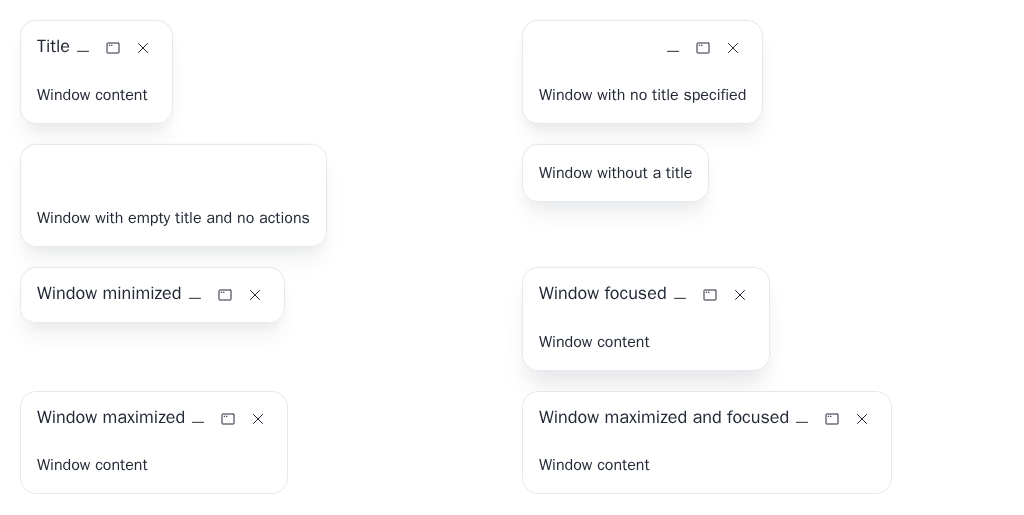 Title
Window content
Window with no title specified
Window with empty title and no actions
Window without a title
Window minimized
Window focused
Window content
Window maximized
Window content
Window maximized and focused
Window content